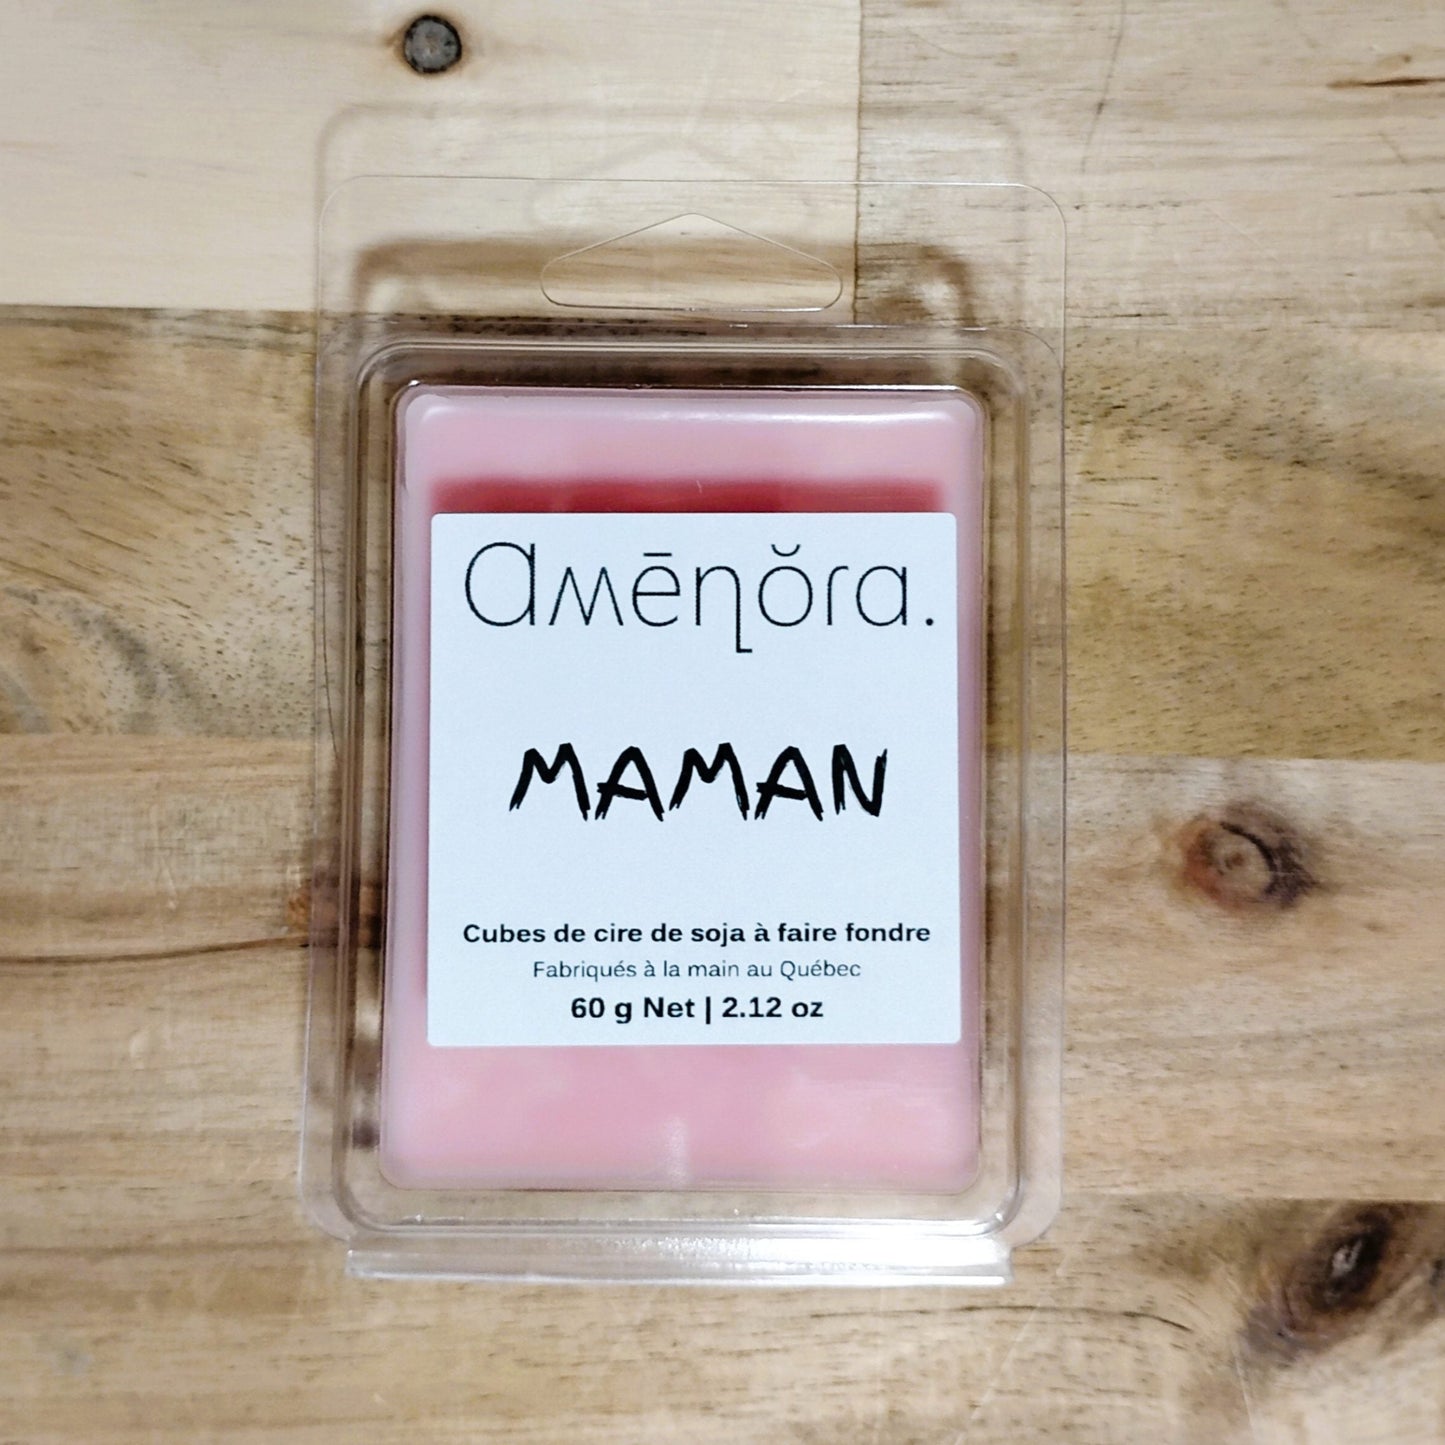 amēnŏra.
MAMAN
Cubes de cire de soja à faire fondre
Fabriqués à la main au Québec
60 g Net | 2.12 oz